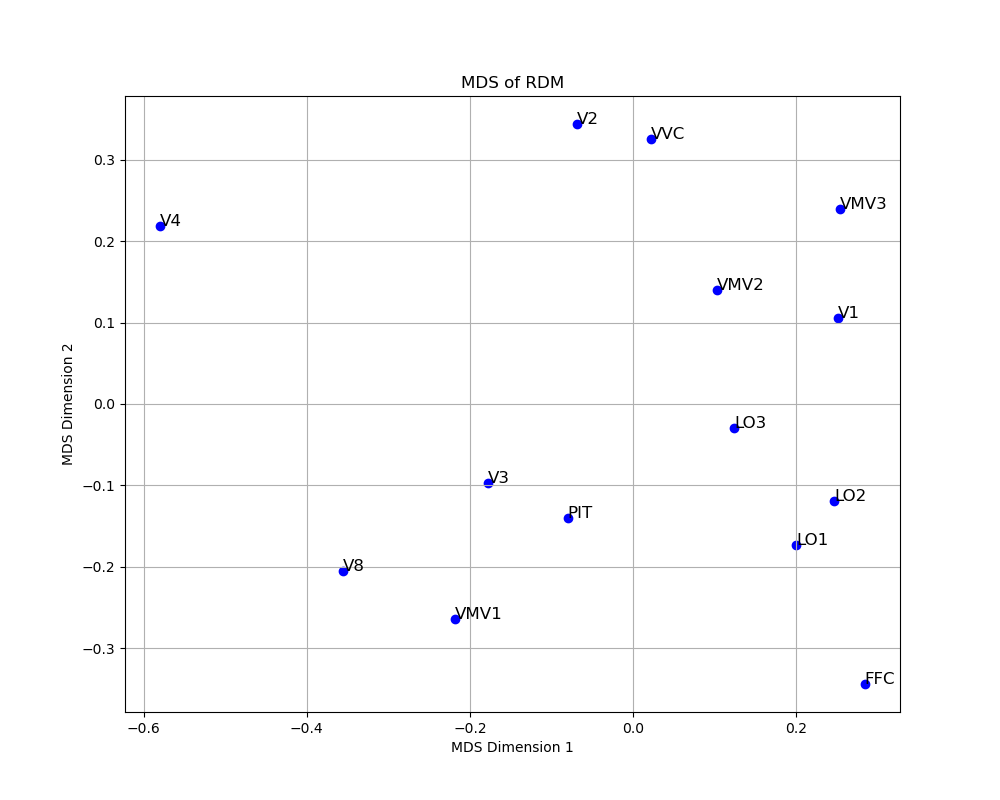 MDS of RDM
V2
VVC
VMV3
V4
VMV2
V1
LO3
V3
LO2
PIT
LO1
V8
VMV1
FFC
0.3
0.2
0.1
0.0
−0.1
−0.2
−0.3
MDS Dimension 2
−0.6 −0.4 −0.2 0.0 0.2
MDS Dimension 1